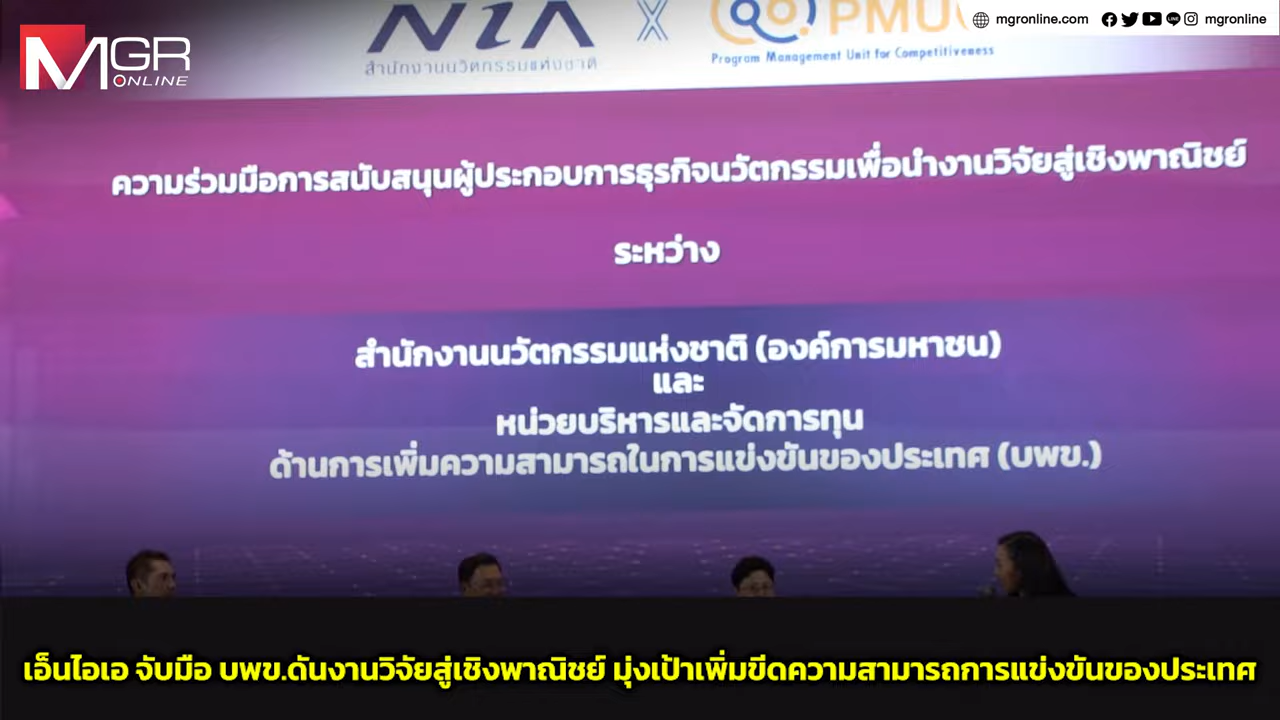 MGR
ONLINE
mgronline.com mgronline
NIA X PMUC
สำนักงานนวัตกรรมแห่งชาติ
Program Management Unit for Competitiveness
ความร่วมมือการสนับสนุนผู้ประกอบการธุรกิจนวัตกรรมเพื่อนำงานวิจัยสู่เชิงพาณิชย์
ระหว่าง
สำนักงานนวัตกรรมแห่งชาติ (องค์การมหาชน)
และ
หน่วยบริหารและจัดการทุน
ด้านการเพิ่มความสามารถในการแข่งขันของประเทศ (บพข.)
เอ็นไอเอ จับมือ บพข.ดันงานวิจัยสู่เชิงพาณิชย์ มุ่งเป้าเพิ่มขีดความสามารถการแข่งขันของประเทศ